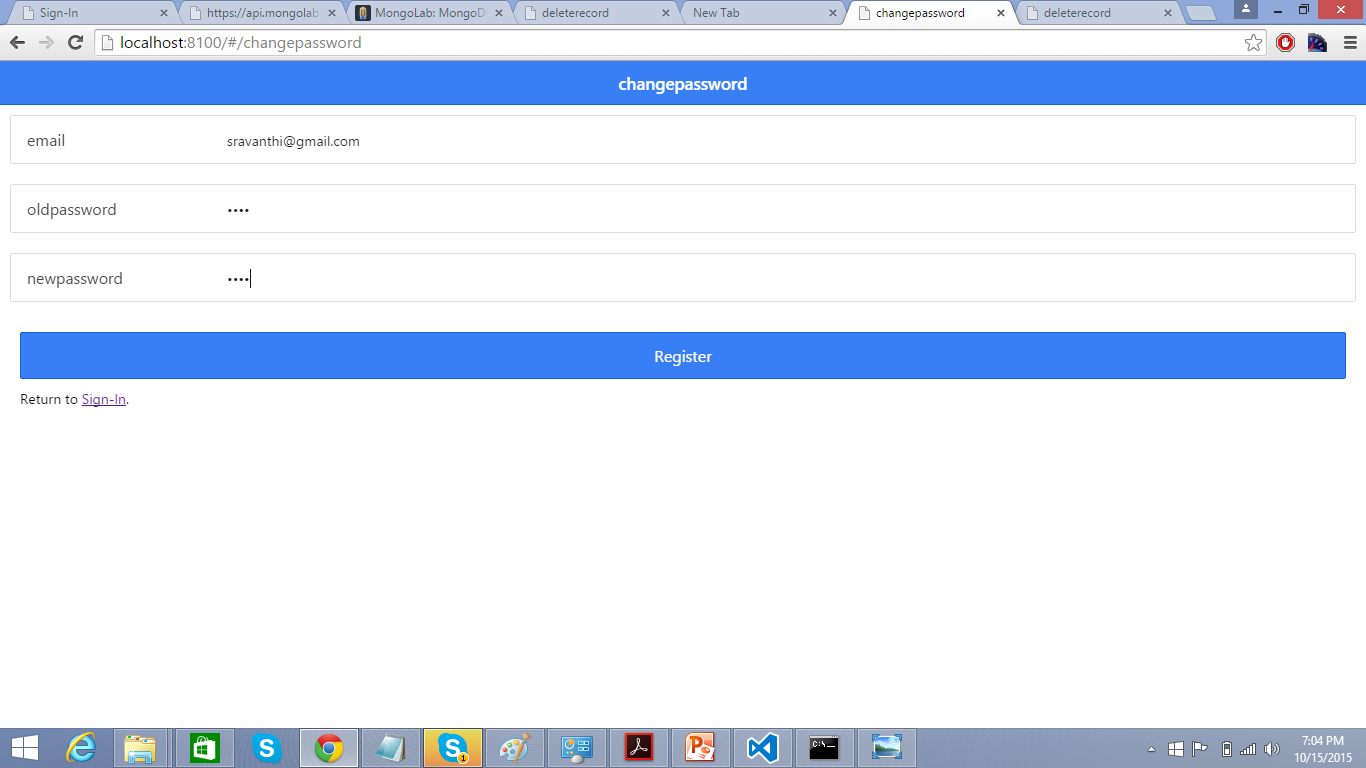 Sign-In
https://api.mongolab
MongoLab: MongoD
deleterecord
New Tab
changepassword
deleterecord
localhost:8100/#/changepassword
changepassword
email sravanthi@gmail.com
oldpassword ••••
newpassword ••••
Register
Return to Sign-In.
7:04 PM
10/15/2015